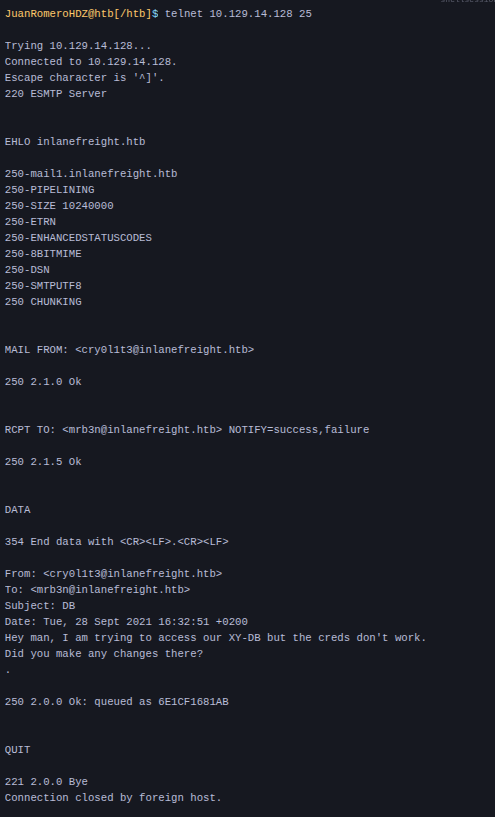 JuanRomeroHDZ@htb[/htb]$ telnet 10.129.14.128 25
Trying 10.129.14.128...
Connected to 10.129.14.128.
Escape character is '^]'.
220 ESMTP Server
EHLO inlanefreight.htb
250-mail1.inlanefreight.htb
250-PIPELINING
250-SIZE 10240000
250-ETRN
250-ENHANCEDSTATUSCODES
250-8BITMIME
250-DSN
250-SMTPUTF8
250 CHUNKING
MAIL FROM: <cry0l1t3@inlanefreight.htb>
250 2.1.0 Ok
RCPT TO: <mrb3n@inlanefreight.htb> NOTIFY=success,failure
250 2.1.5 Ok
DATA
354 End data with <CR><LF>.<CR><LF>
From: <cry0l1t3@inlanefreight.htb>
To: <mrb3n@inlanefreight.htb>
Subject: DB
Date: Tue, 28 Sept 2021 16:32:51 +0200
Hey man, I am trying to access our XY-DB but the creds don't work.
Did you make any changes there?
.
250 2.0.0 Ok: queued as 6E1CF1681AB
QUIT
221 2.0.0 Bye
Connection closed by foreign host.